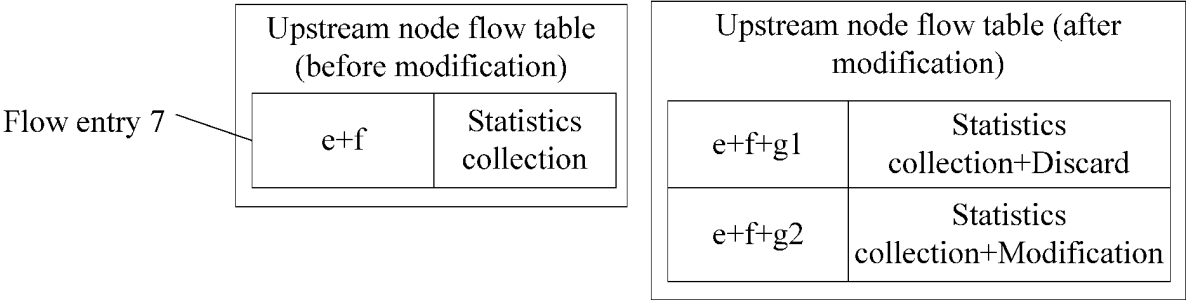 Upstream node flow table
(before modification)
Flow entry 7
e+f
Statistics
collection
Upstream node flow table (after
modification)
e+f+g1
Statistics
collection+Discard
e+f+g2
Statistics
collection+Modification